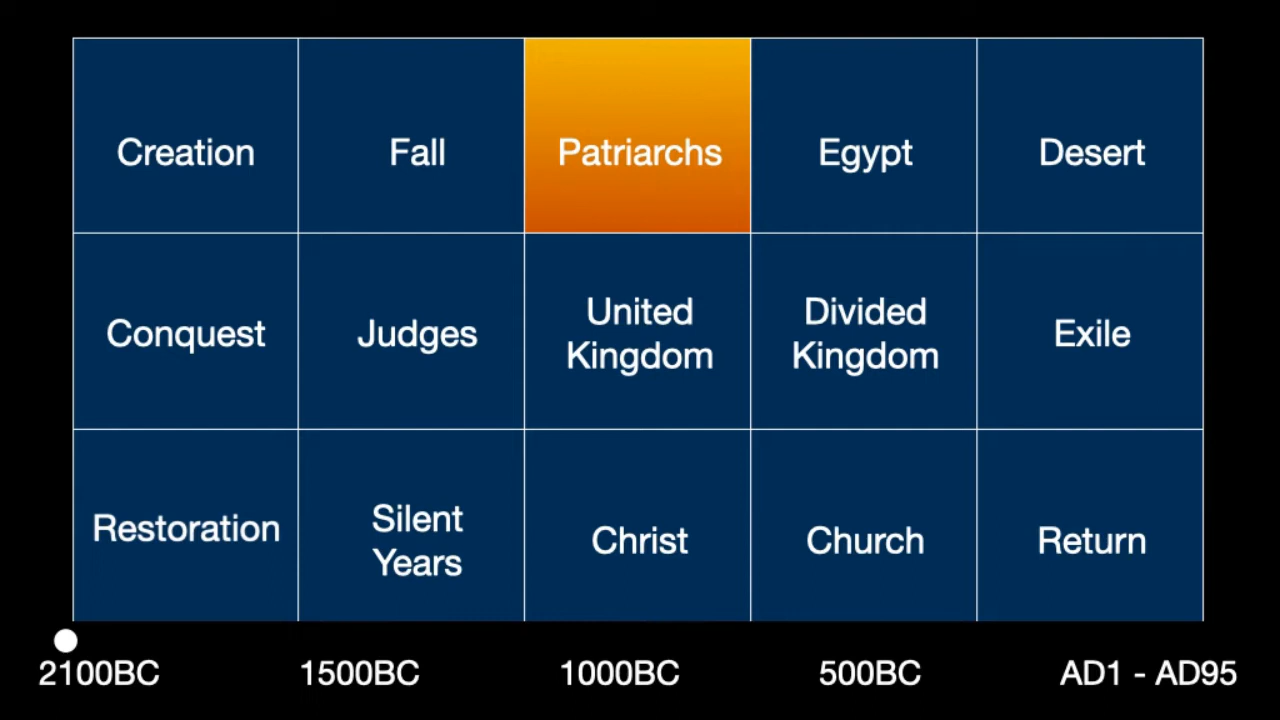 Creation
Fall
Patriarchs
Egypt
Desert
Conquest
Judges
United
Kingdom
Divided
Kingdom
Exile
Restoration
Silent
Years
Christ
Church
Return
2100BC
1500BC
1000BC
500BC
AD1 - AD95